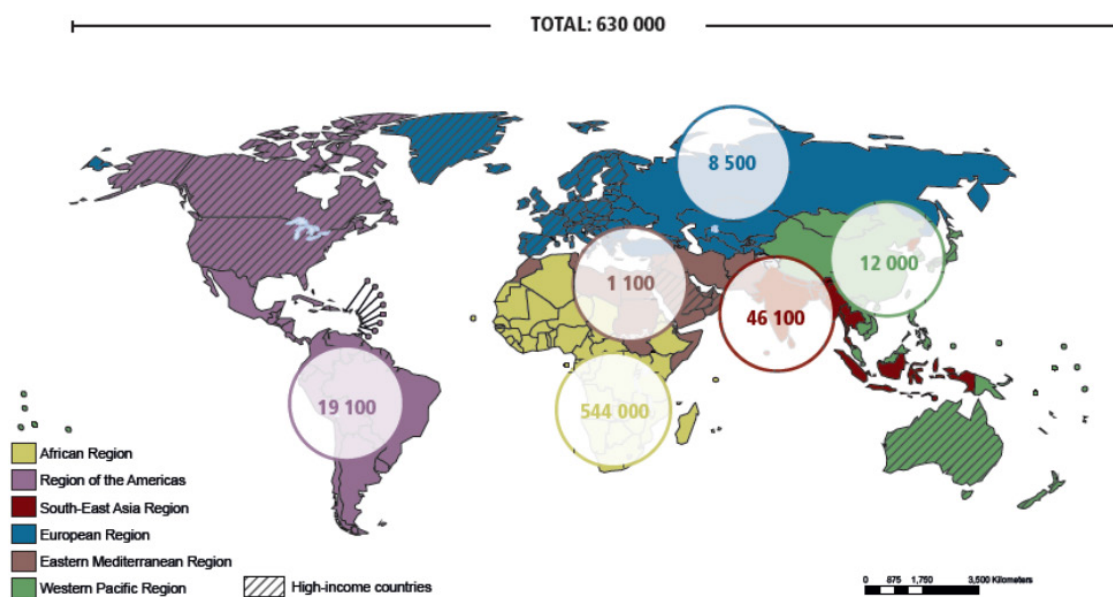 TOTAL: 630 000
8 500
12 000
1 100
46 100
19 100
544 000
African Region
Region of the Americas
South-East Asia Region
European Region
Eastern Mediterranean Region
Western Pacific Region
High-income countries
0 875 1,750 3,500 Kilometers